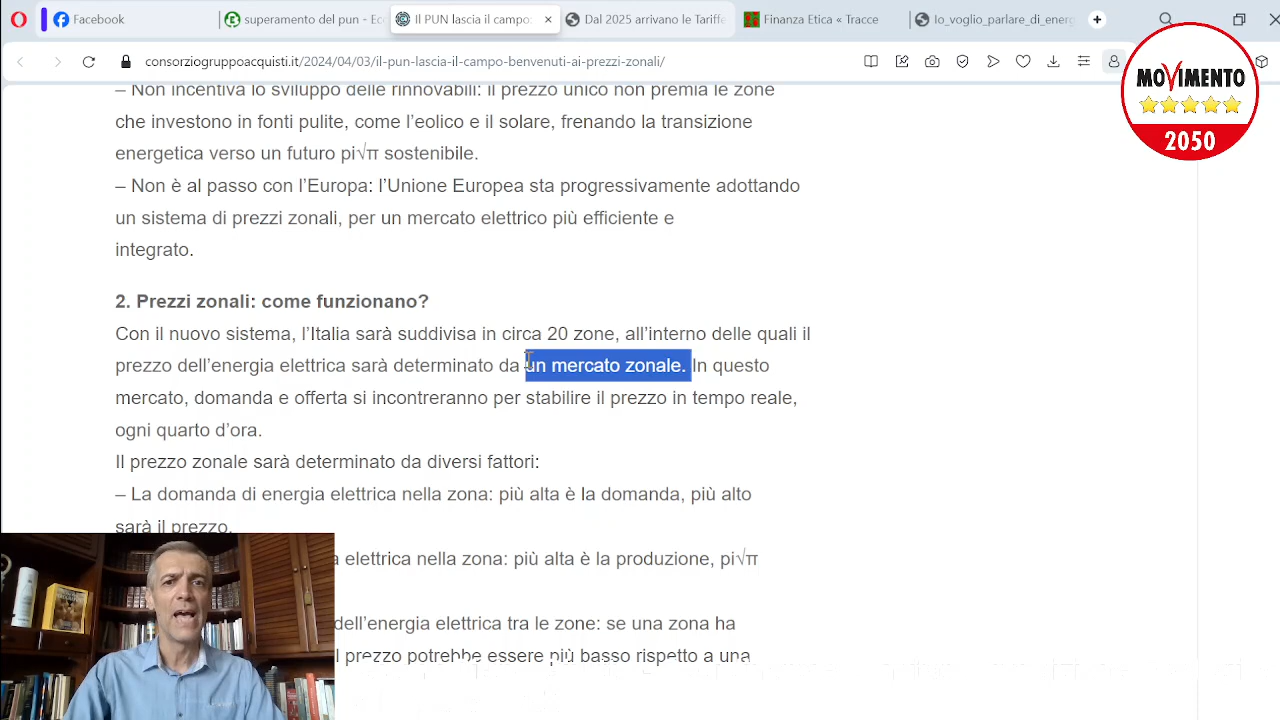 Facebook
superamento del pun - Ec
Il PUN lascia il campo:
Dal 2025 arrivano le Tariffe
Finanza Etica « Tracce
Io_voglio_parlare_di_energ
consorziogruppoacquisti.it/2024/04/03/il-pun-lascia-il-campo-benvenuti-ai-prezzi-zonali/
MOVIMENTO
2050
– Non incentiva lo sviluppo delle rinnovabili: il prezzo unico non premia le zone
che investono in fonti pulite, come l’eolico e il solare, frenando la transizione
energetica verso un futuro pi√π sostenibile.
– Non è al passo con l’Europa: l’Unione Europea sta progressivamente adottando
un sistema di prezzi zonali, per un mercato elettrico più efficiente e
integrato.
2. Prezzi zonali: come funzionano?
Con il nuovo sistema, l’Italia sarà suddivisa in circa 20 zone, all’interno delle quali il
prezzo dell’energia elettrica sarà determinato da un mercato zonale. In questo
mercato, domanda e offerta si incontreranno per stabilire il prezzo in tempo reale,
ogni quarto d’ora.
Il prezzo zonale sarà determinato da diversi fattori:
– La domanda di energia elettrica nella zona: più alta è la domanda, più alto
sarà il prezzo.
a elettrica nella zona: più alta è la produzione, pi√π
dell’energia elettrica tra le zone: se una zona ha
l prezzo potrebbe essere più basso rispetto a una